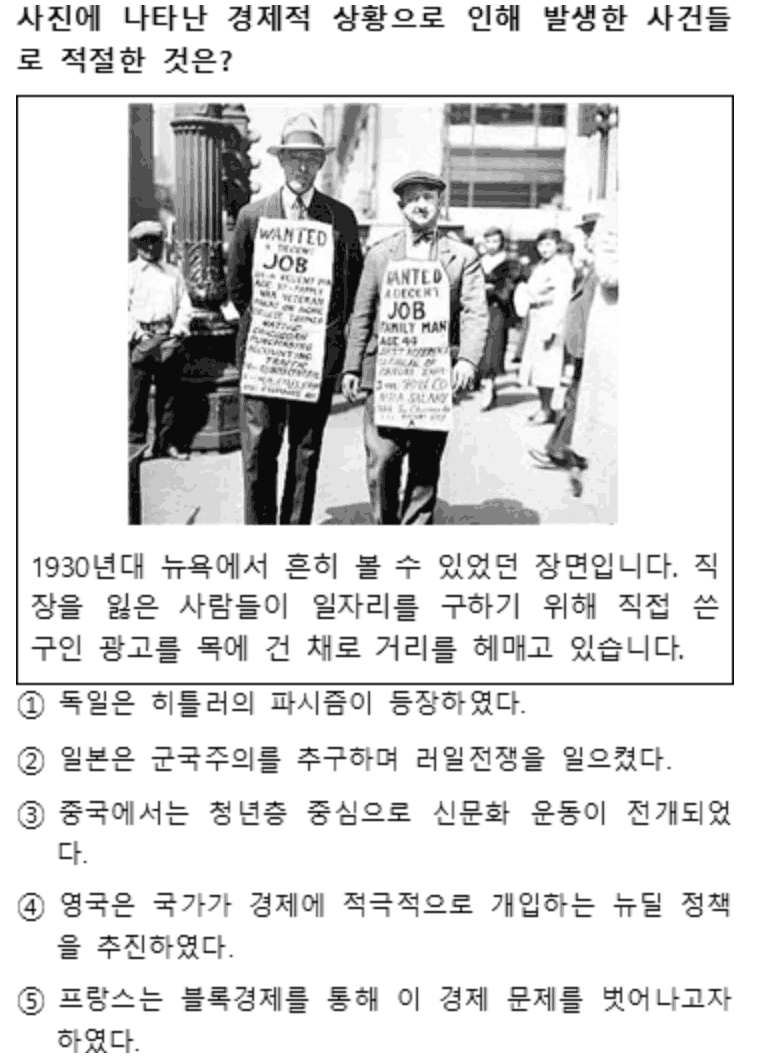 사진에 나타난 경제적 상황으로 인해 발생한 사건들
로 적절한 것은?
WANTED
A DECENT
JOB
WAR VETERAN
TRAFFIC
WANTED
A DECENT
JOB
FAMILY MAN
AGE 44
SALARY
1930년대 뉴욕에서 흔히 볼 수 있었던 장면입니다. 직
장을 잃은 사람들이 일자리를 구하기 위해 직접 쓴
구인 광고를 목에 건 채로 거리를 헤매고 있습니다.
① 독일은 히틀러의 파시즘이 등장하였다.
② 일본은 군국주의를 추구하며 러일전쟁을 일으켰다.
③ 중국에서는 청년층 중심으로 신문화 운동이 전개되었
다.
④ 영국은 국가가 경제에 적극적으로 개입하는 뉴딜 정책
을 추진하였다.
⑤ 프랑스는 블록경제를 통해 이 경제 문제를 벗어나고자
하였다.